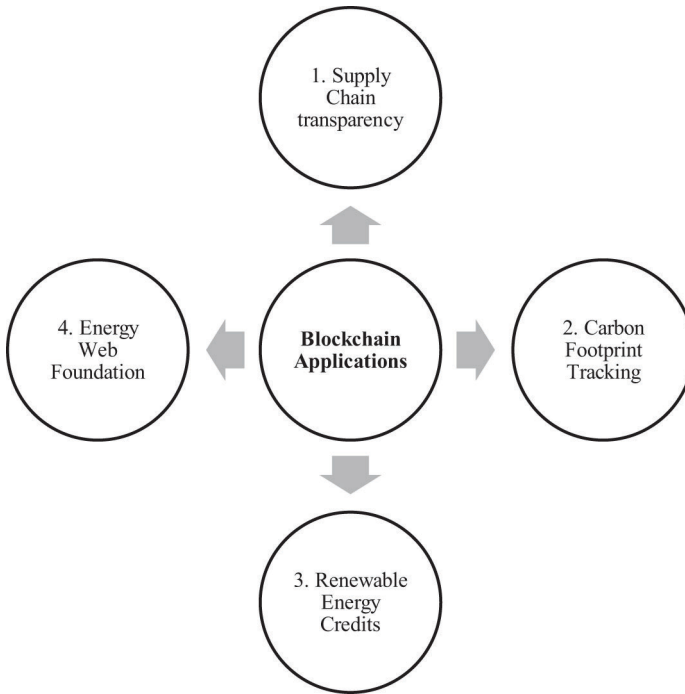 1. Supply
Chain
transparency
4. Energy
Web
Foundation
Blockchain
Applications
2. Carbon
Footprint
Tracking
3. Renewable
Energy
Credits